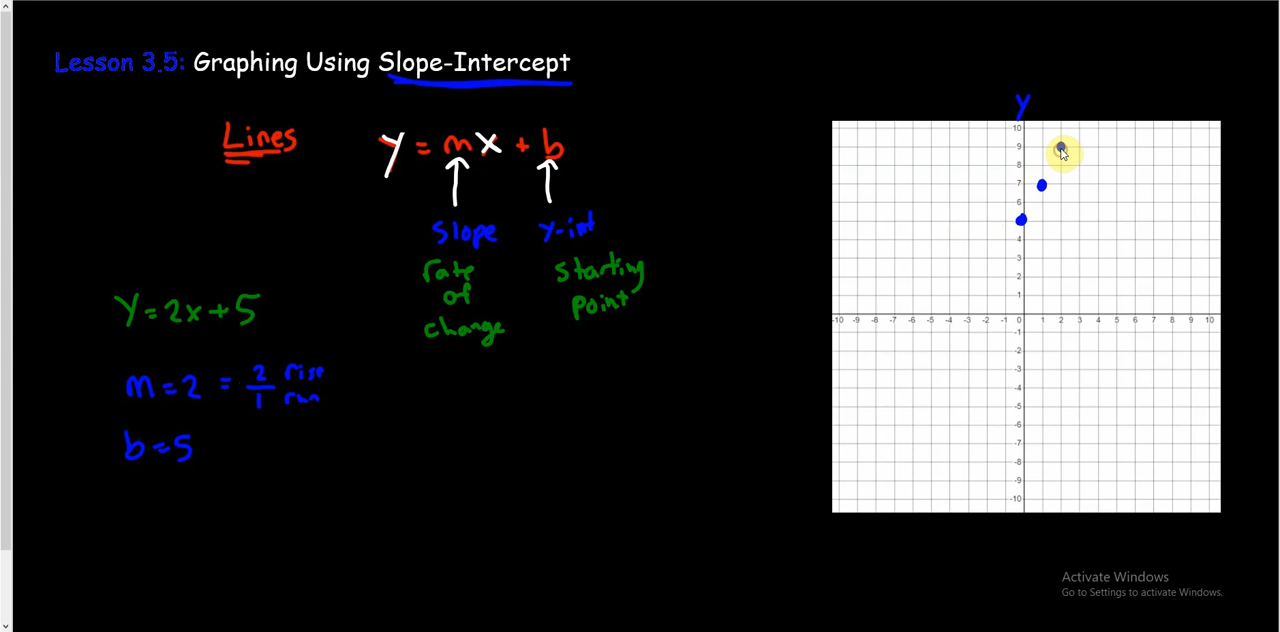 Lesson 3.5: Graphing Using Slope-Intercept
Lines
y = mx + b
slope
y-int
rate
of
change
starting
point
y=2x+5
m=2 = 2/1 rise run
b=5
y
10
9
8
7
6
4
3
2
1
-10 -9 -8 -7 -6 -5 -4 -3 -2 -1 0 1 2 3 4 5 6 7 8 9 10
-1
-2
-3
-4
-5
-6
-7
-8
-9
-10
Activate Windows
Go to Settings to activate Windows.